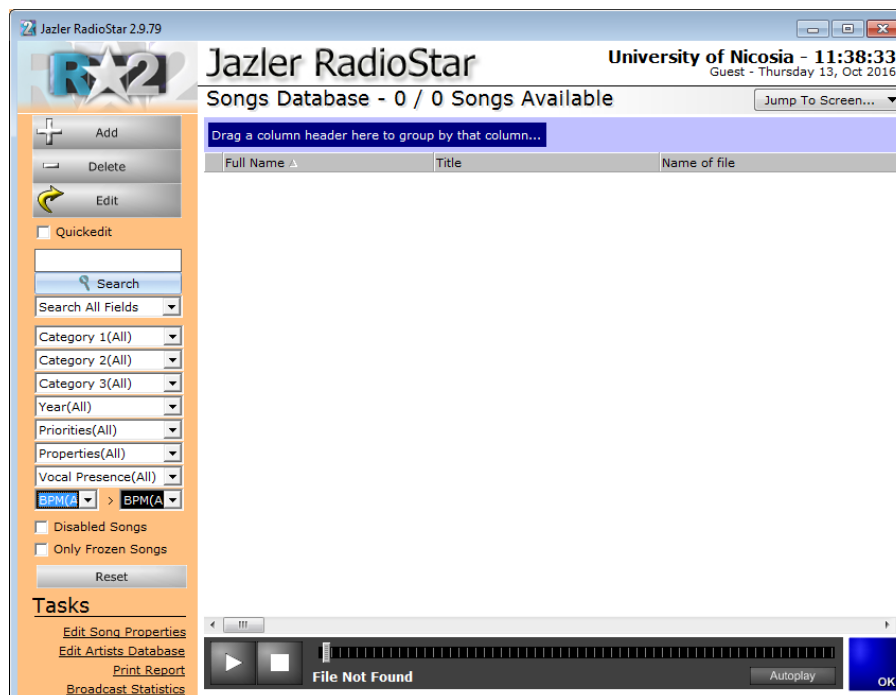 Jazler RadioStar 2.9.79
R2
Jazler RadioStar
University of Nicosia - 11:38:33
Guest - Thursday 13, Oct 2016
Songs Database - 0 / 0 Songs Available
Jump To Screen...
Add
Delete
Edit
Quickedit
Search
Search All Fields
Category 1(All)
Category 2(All)
Category 3(All)
Year(All)
Priorities(All)
Properties(All)
Vocal Presence(All)
BPM(A > BPM(A
Disabled Songs
Only Frozen Songs
Reset
Tasks
Edit Song Properties
Edit Artists Database
Print Report
Broadcast Statistics
Drag a column header here to group by that column...
Full Name Title Name of file
File Not Found
Autoplay
OK